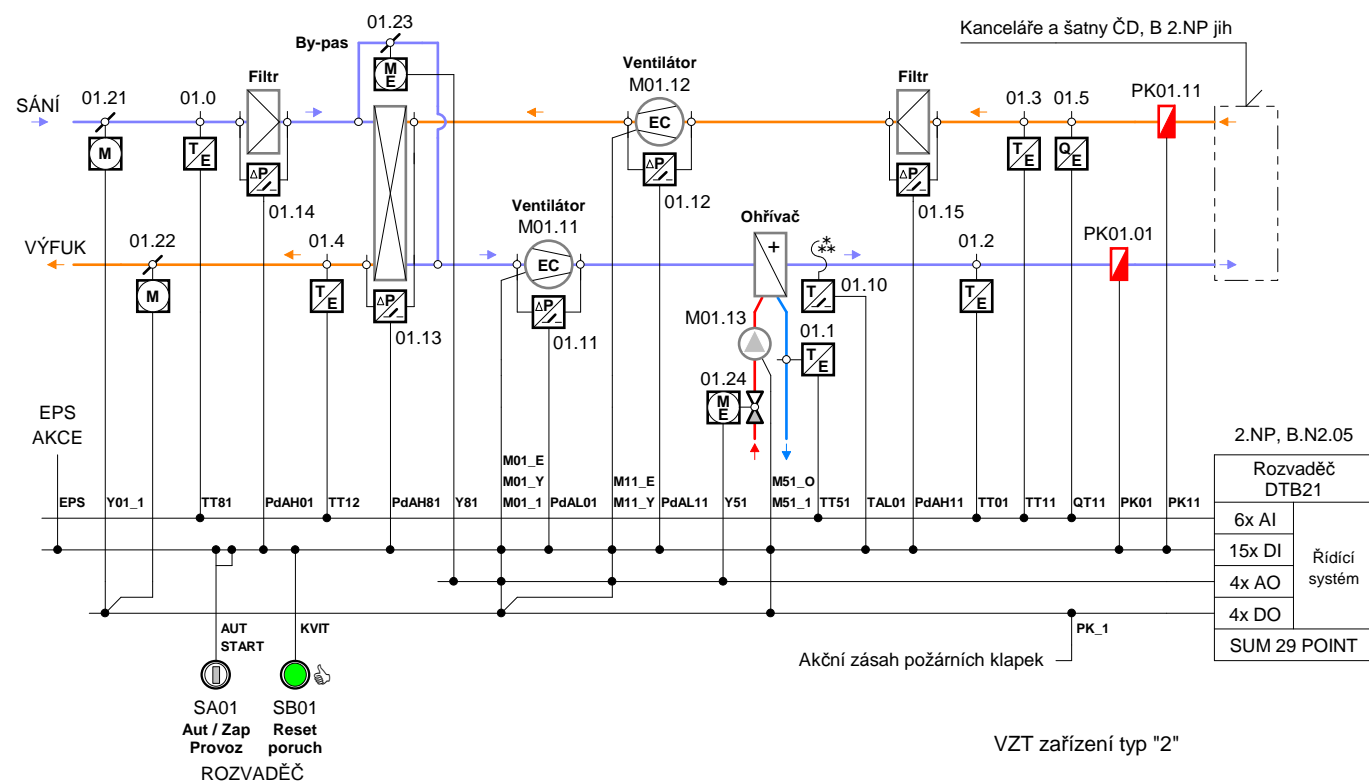 01.23
By-pas
Kanceláře a šatny ČD, B 2.NP jih
M
E
Filtr
Ventilátor
M01.12
Filtr
SÁNÍ
01.21
01.0
01.3
01.5
PK01.11
EC
M
T
E
ΔP
ΔP
ΔP
T
E
Q
E
01.14
01.12
01.15
VÝFUK
01.22
01.4
Ventilátor
M01.11
Ohřívač
PK01.01
+
01.2
EC
M
T
E
ΔP
01.13
ΔP
01.11
T
01.10
T
E
M01.13
01.1
T
E
01.24
M
E
EPS
AKCE
2.NP, B.N2.05
M01_E
M01_Y
M01_1
M11_E
M11_Y
M51_O
M51_1
EPS
Y01_1
TT81
PdAH01
TT12
PdAH81
Y81
PdAL01
PdAL11
Y51
TT51
TAL01
PdAH11
TT01
TT11
QT11
PK01
PK11
Rozvaděč
DTB21
6x AI
15x DI
4x AO
4x DO
Řídící
systém
SUM 29 POINT
AUT
START
KVIT
PK_1
Akční zásah požárních klapek
SA01
Aut / Zap
Provoz
SB01
Reset
poruch
ROZVADĚČ
VZT zařízení typ "2"